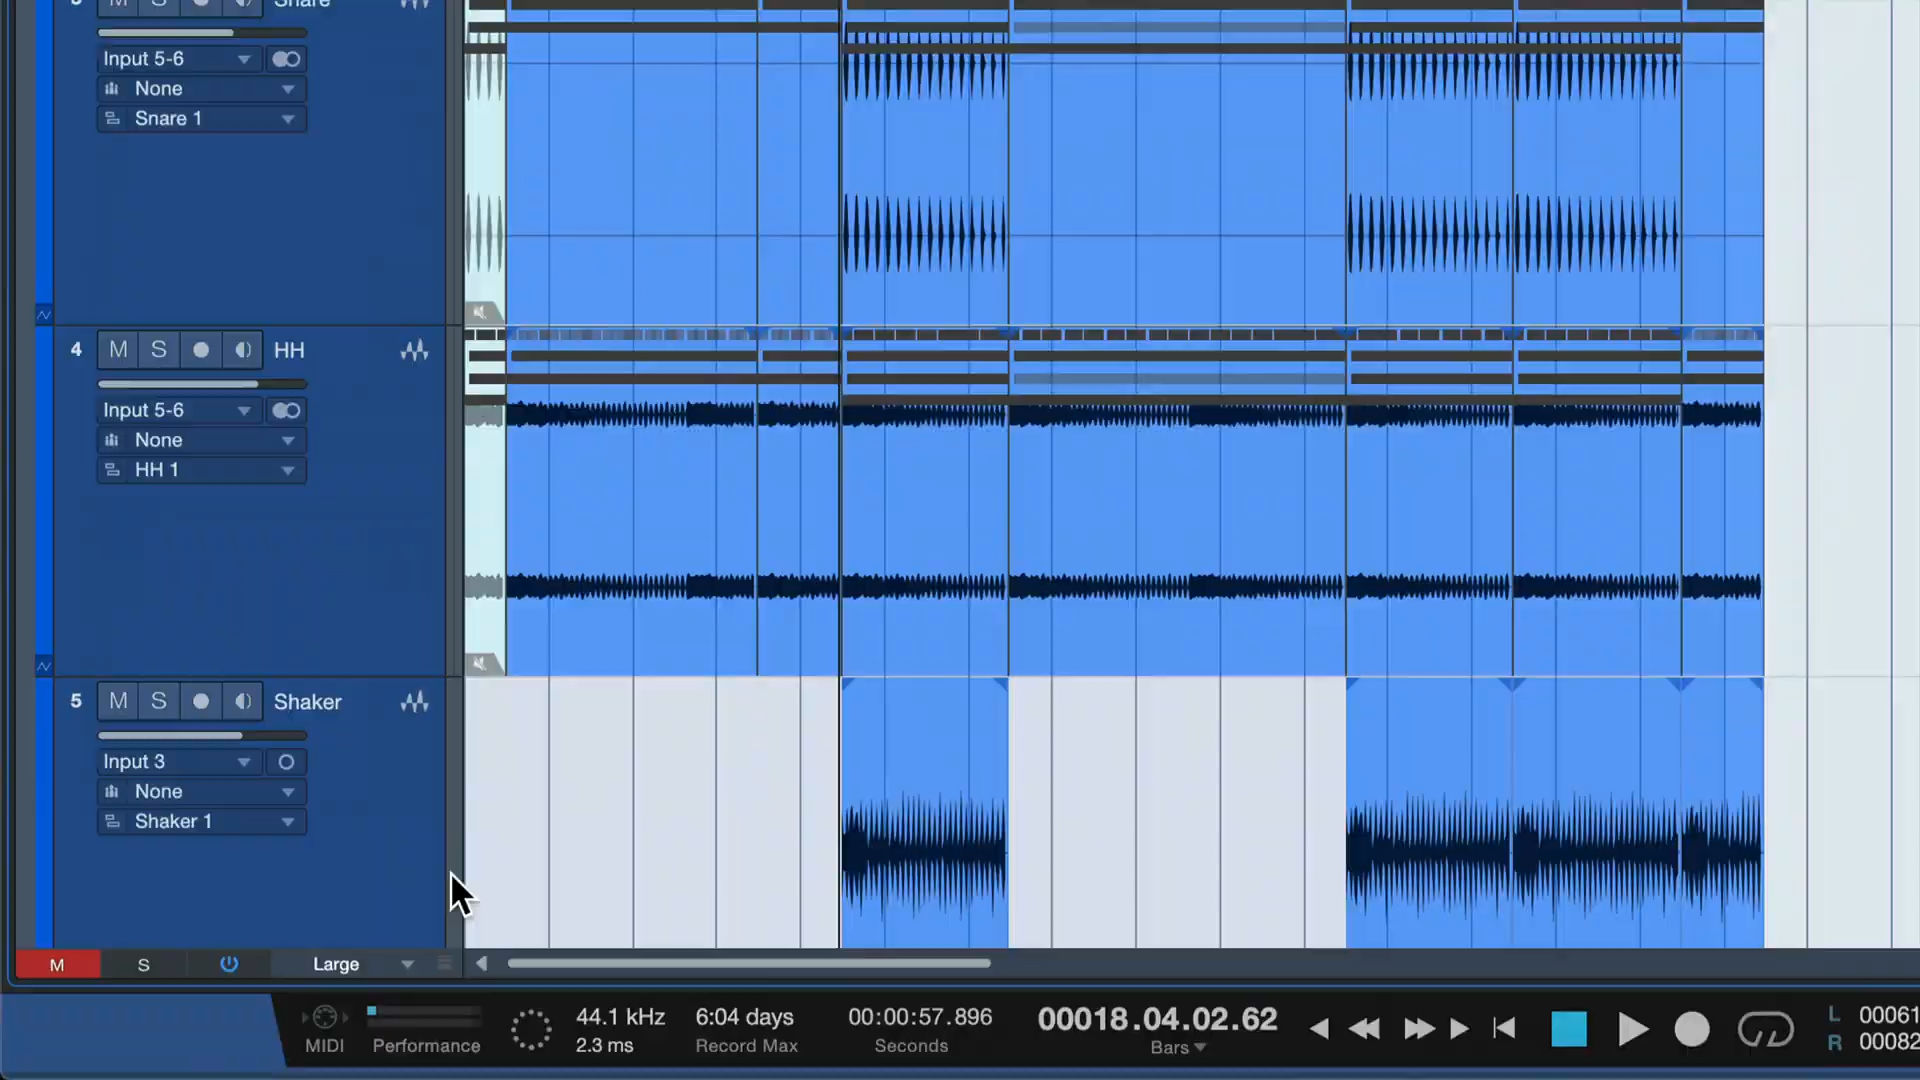 3 M S Snare
Input 5-6
None
Snare 1
4 M S HH
Input 5-6
None
HH 1
5 M S Shaker
Input 3
None
Shaker 1
M S Large
MIDI
Performance
44.1 kHz
2.3 ms
6:04 days
Record Max
00:00:57.896
Seconds
00018.04.02.62
Bars
L 00061
R 00082